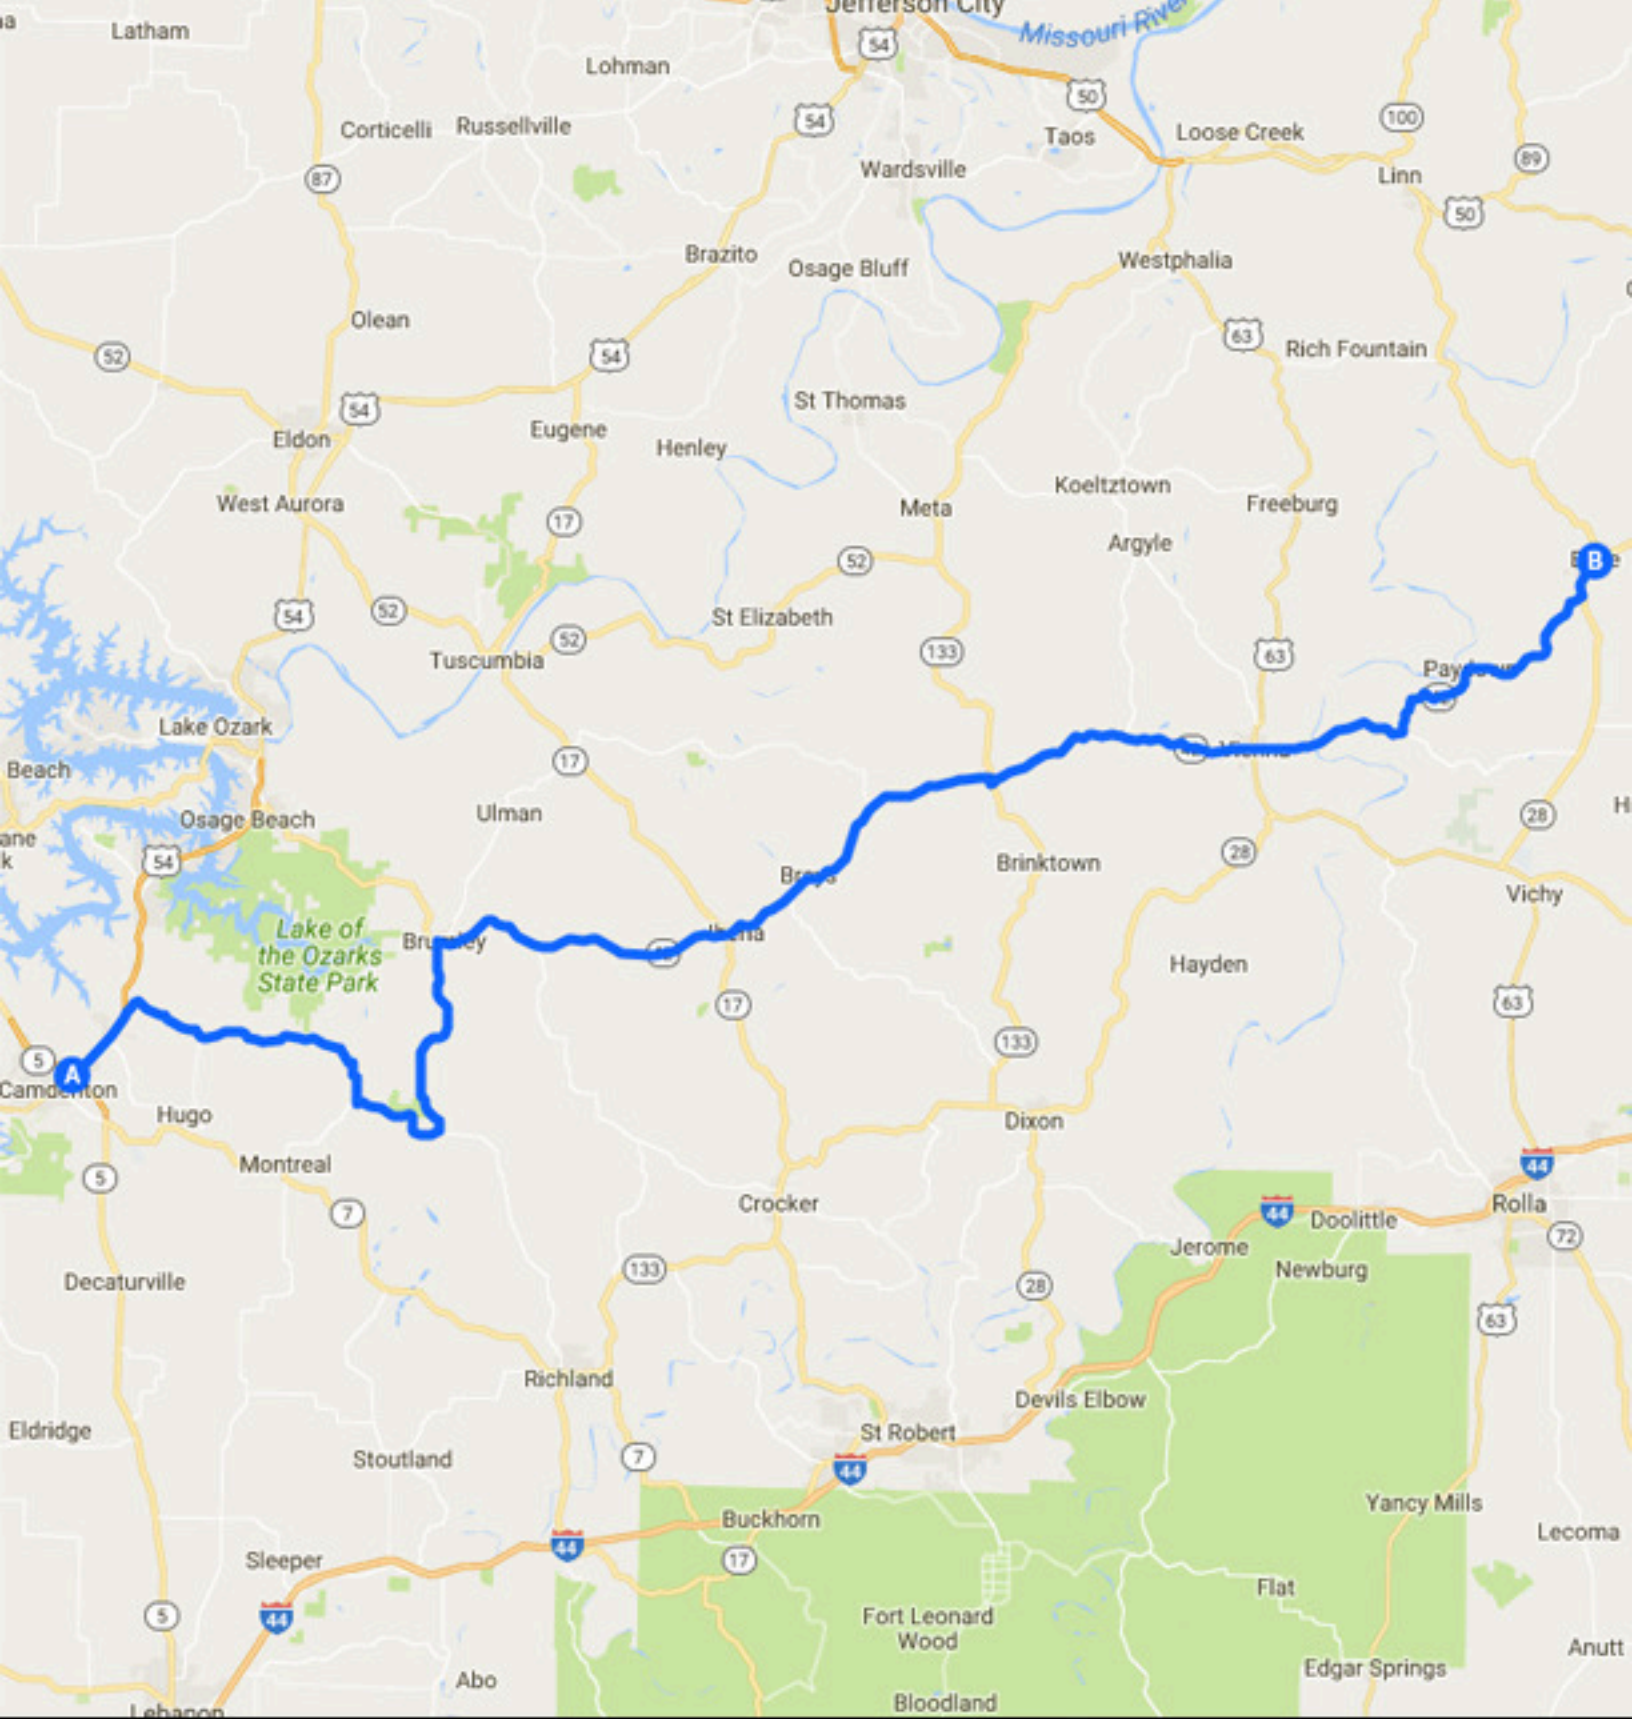 Jefferson City
Missouri River
Latham
54
Lohman
50
54
100
Corticelli
Russellville
Taos
Loose Creek
89
Wardsville
87
Linn
50
Brazito
Osage Bluff
Westphalia
Olean
63
Rich Foundation
52
54
54
St Thomas
Eldon
Eugene
Henley
Koeltztown
West Aurora
Meta
Freeburg
17
Argyle
52
B
54
52
St Elizabeth
52
133
63
Tuscumbia
Lake Ozark
17
Beach
Ulman
Osage Beach
28
54
Brinktown
28
Vichy
Lake of
the Ozarks
State Park
Hayden
17
63
133
5
A
Camdenton
Hugo
Dixon
Montreal
44
5
Crocker
Rolla
7
44
Doolittle
72
Jerome
133
Newburg
Decaturville
28
63
Richland
Devils Elbow
Eldridge
St Robert
Stoutland
7
44
Yancy Mills
Buckhorn
Lecoma
44
Sleeper
17
Flat
44
5
Fort Leonard
Wood
Anutt
Edgar Springs
Abo
Bloodland
Lebanon